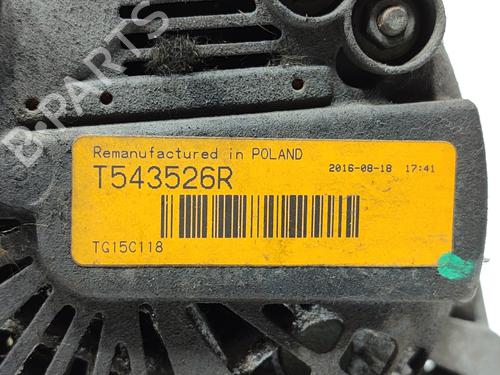 Remanufactured in POLAND
T543526R
2016-08-18 17:41
TG15C118
B-PARTS